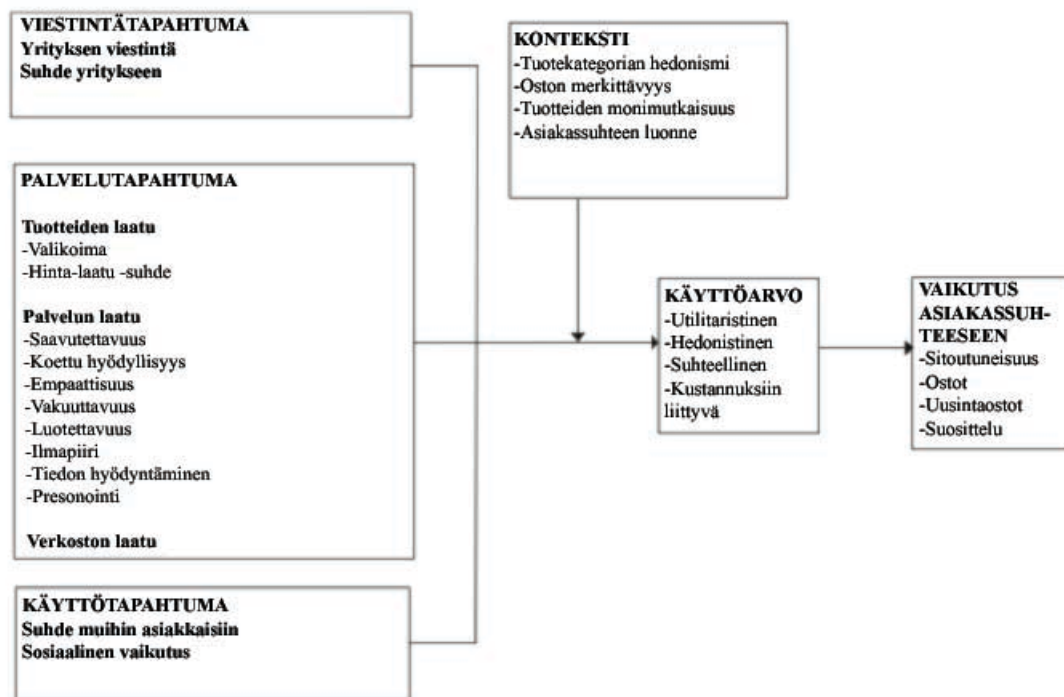 VIESTINTÄTAPAHTUMA
Yrityksen viestintä
Suhde yritykseen
KONTEKSTI
-Tuotekategorian hedonismi
-Oston merkittävyys
-Tuotteiden monimutkaisuus
-Asiakassuhteen luonne
PALVELUTAPAHTUMA
Tuotteiden laatu
-Valikoima
-Hinta-laatu -suhde
Palvelun laatu
-Saavutettavuus
-Koettu hyödyllisyys
-Empaattisuus
-Vakuuttavuus
-Luotettavuus
-Ilmapiiri
-Tiedon hyödyntäminen
-Presonointi
Verkoston laatu
KÄYTTÖTAPAHTUMA
Suhde muihin asiakkaisiin
Sosiaalinen vaikutus
KÄYTTÖARVO
-Utilitaristinen
-Hedonistinen
-Suhteellinen
-Kustannuksiin
liittyvä
VAIKUTUS
ASIAKASSUH-
TEESEEN
-Sitoutuneisuus
-Ostot
-Uusintaostot
-Suosittelu